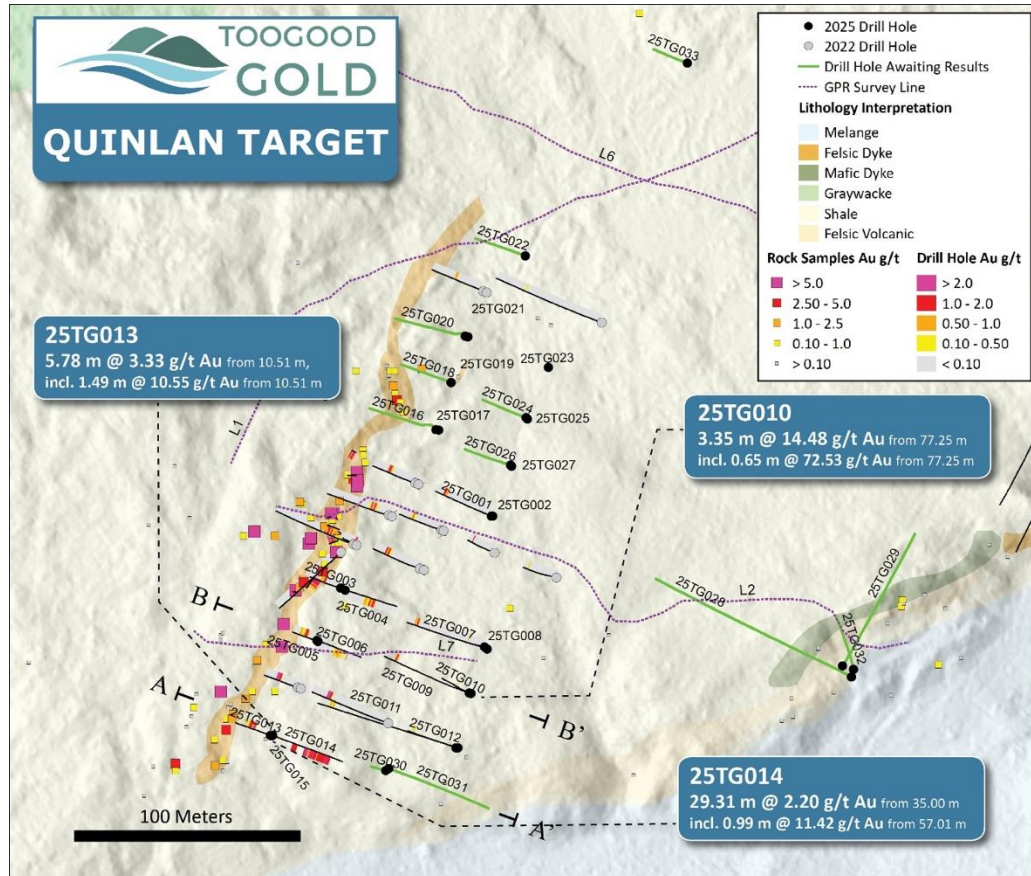 TOOGOOD
GOLD
QUINLAN TARGET
25TG033
2025 Drill Hole
2022 Drill Hole
Drill Hole Awaiting Results
GPR Survey Line
Lithology Interpretation
Melange
Felsic Dyke
Mafic Dyke
Graywacke
Shale
Felsic Volcanic
Rock Samples Au g/t
> 5.0
2.50 - 5.0
1.0 - 2.5
0.10 - 1.0
> 0.10
Drill Hole Au g/t
> 2.0
1.0 - 2.0
0.50 - 1.0
0.10 - 0.50
< 0.10
L6
25TG022
25TG021
25TG020
25TG019
25TG023
25TG018
25TG024
25TG025
25TG016
25TG017
25TG026
25TG027
L1
25TG013
5.78 m @ 3.33 g/t Au from 10.51 m,
incl. 1.49 m @ 10.55 g/t Au from 10.51 m
25TG010
3.35 m @ 14.48 g/t Au from 77.25 m
incl. 0.65 m @ 72.53 g/t Au from 77.25 m
25TG001
25TG002
25TG003
25TG004
25TG028
25TG029
L2
25TG032
B
25TG006
25TG005
25TG007
25TG008
L7
25TG009
25TG010
A
25TG011
B'
25TG012
25TG013
25TG014
25TG015
25TG030
25TG031
A'
100 Meters
25TG014
29.31 m @ 2.20 g/t Au from 35.00 m
incl. 0.99 m @ 11.42 g/t Au from 57.01 m